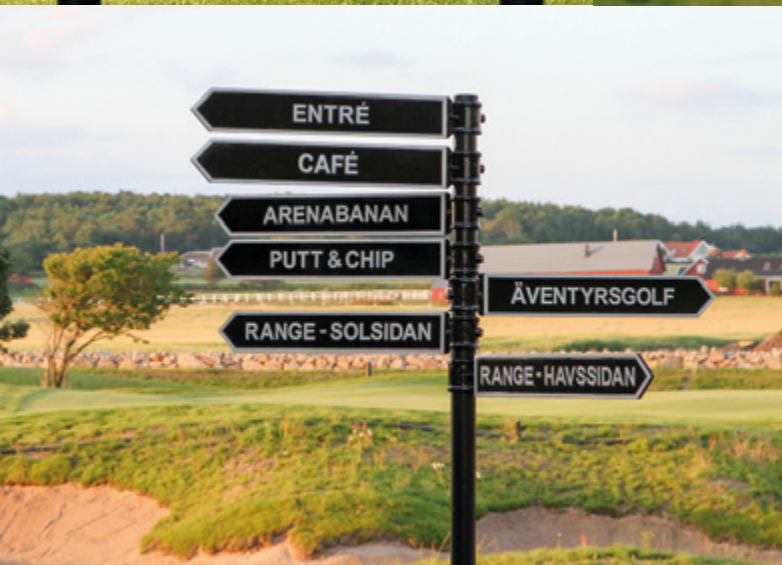 ENTRÉ
CAFÉ
ARENABANAN
PUTT & CHIP
ÄVENTYRSGOLF
RANGE - SOLSIDAN
RANGE - HAVSSIDAN